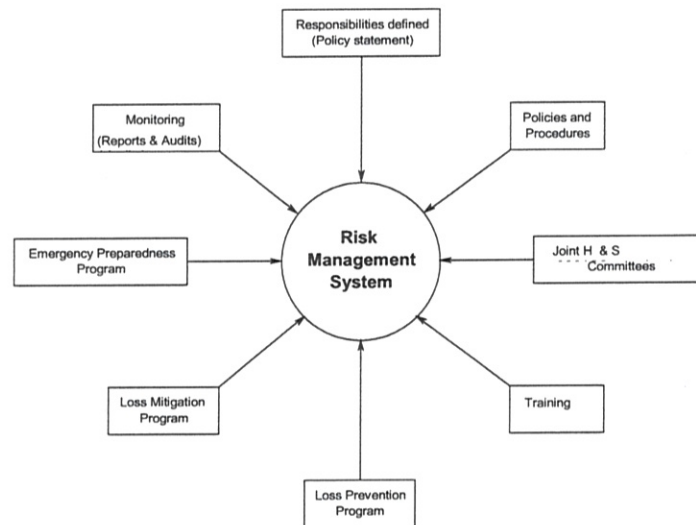 Responsibilities defined
(Policy statement)
Monitoring
(Reports & Audits)
Policies and
Procedures
Risk
Management
System
Emergency Preparedness
Program
Joint H & S
Committees
Loss Mitigation
Program
Training
Loss Prevention
Program